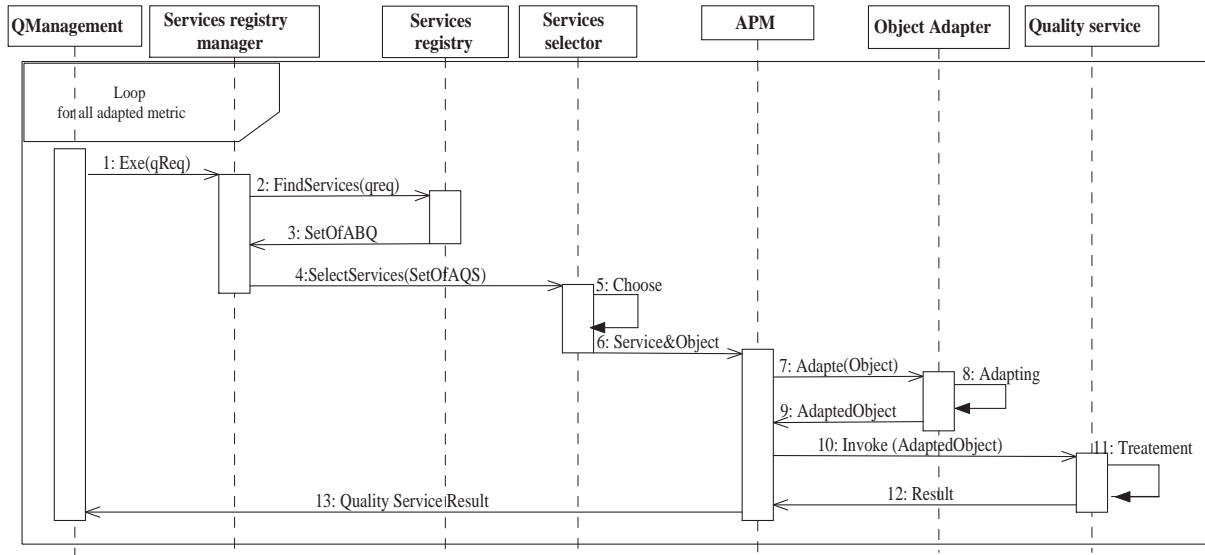 QManagement
Services registry
manager
Services
registry
Services
selector
APM
Object Adapter
Quality service
Loop
for all adapted metric
1: Exe(qReq)
2: FindServices(qreq)
3: SetOfABQ
4:SelectServices(SetOfAQS)
5: Choose
6: Service&Object
7: Adapte(Object)
8: Adapting
9: AdaptedObject
10: Invoke (AdaptedObject)
11: Treatement
12: Result
13: Quality Service Result